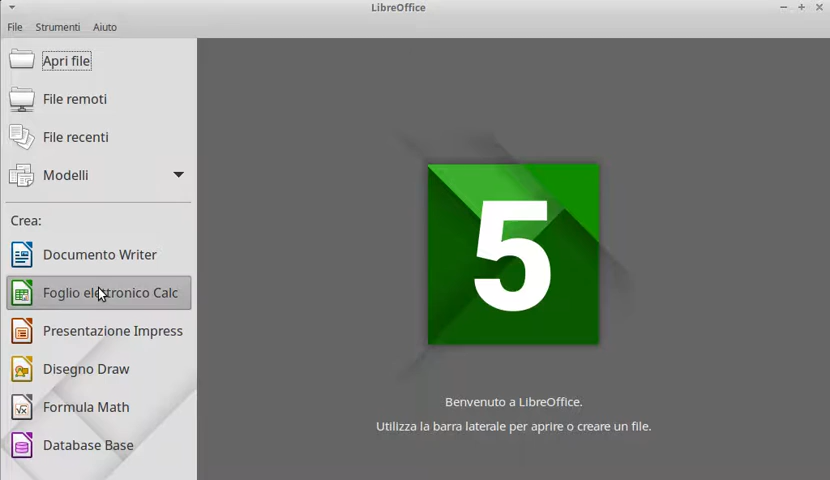 LibreOffice
File Strumenti Aiuto
Apri file
File remoti
File recenti
Modelli
Crea:
Documento Writer
Foglio elettronico Calc
Presentazione Impress
Disegno Draw
Formula Math
Database Base
5
Benvenuto a LibreOffice.
Utilizza la barra laterale per aprire o creare un file.